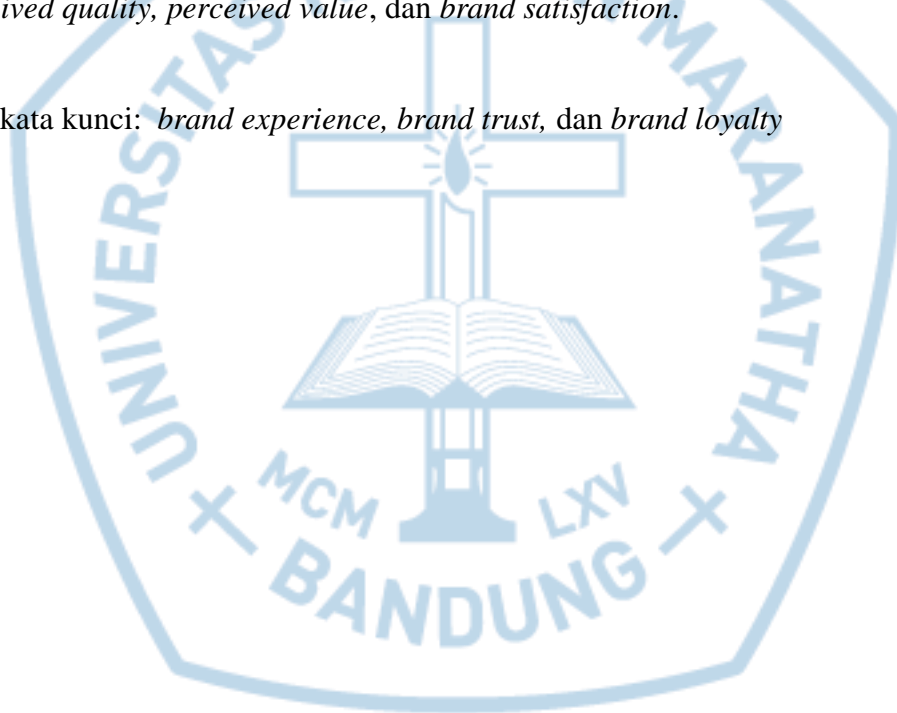 ived quality, perceived value, dan brand satisfaction.
kata kunci: brand experience, brand trust, dan brand loyalty
UNIVERSITAS
MARANATHA
MCM
LXV
BANDUNG